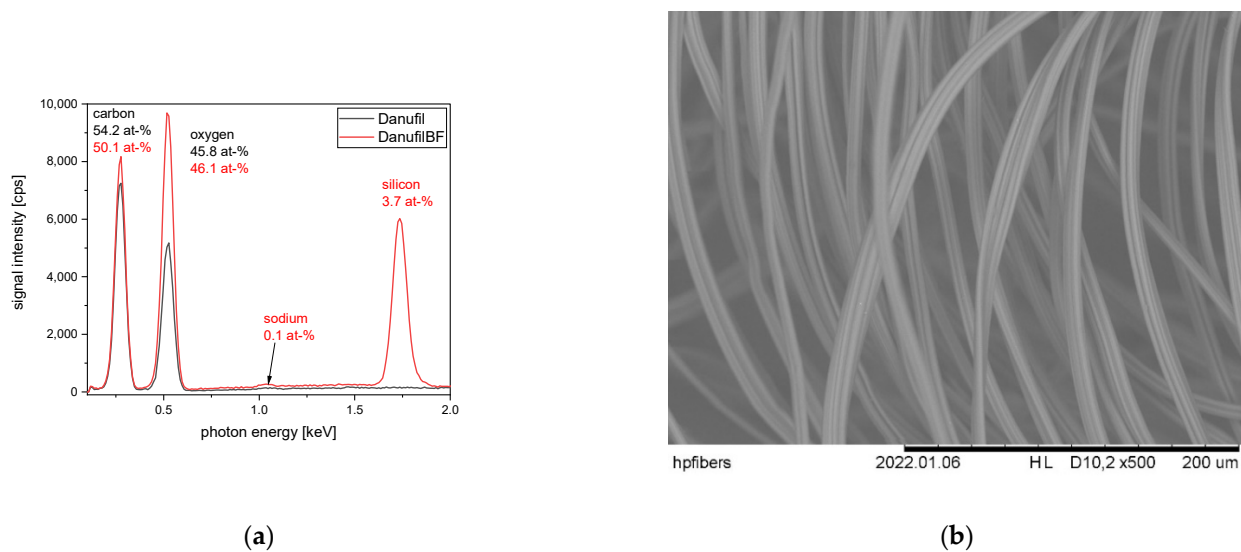 10,000
8,000
6,000
4,000
2,000
0
signal intensity [cps]
carbon
54.2 at-%
50.1 at-%
oxygen
45.8 at-%
46.1 at-%
Danufil
DanufilBF
silicon
3.7 at-%
sodium
0.1 at-%
0.5
1.0
1.5
2.0
photon energy [keV]
(a)
hpfibers 2022.01.06 HL D10,2 x500 200 um
(b)